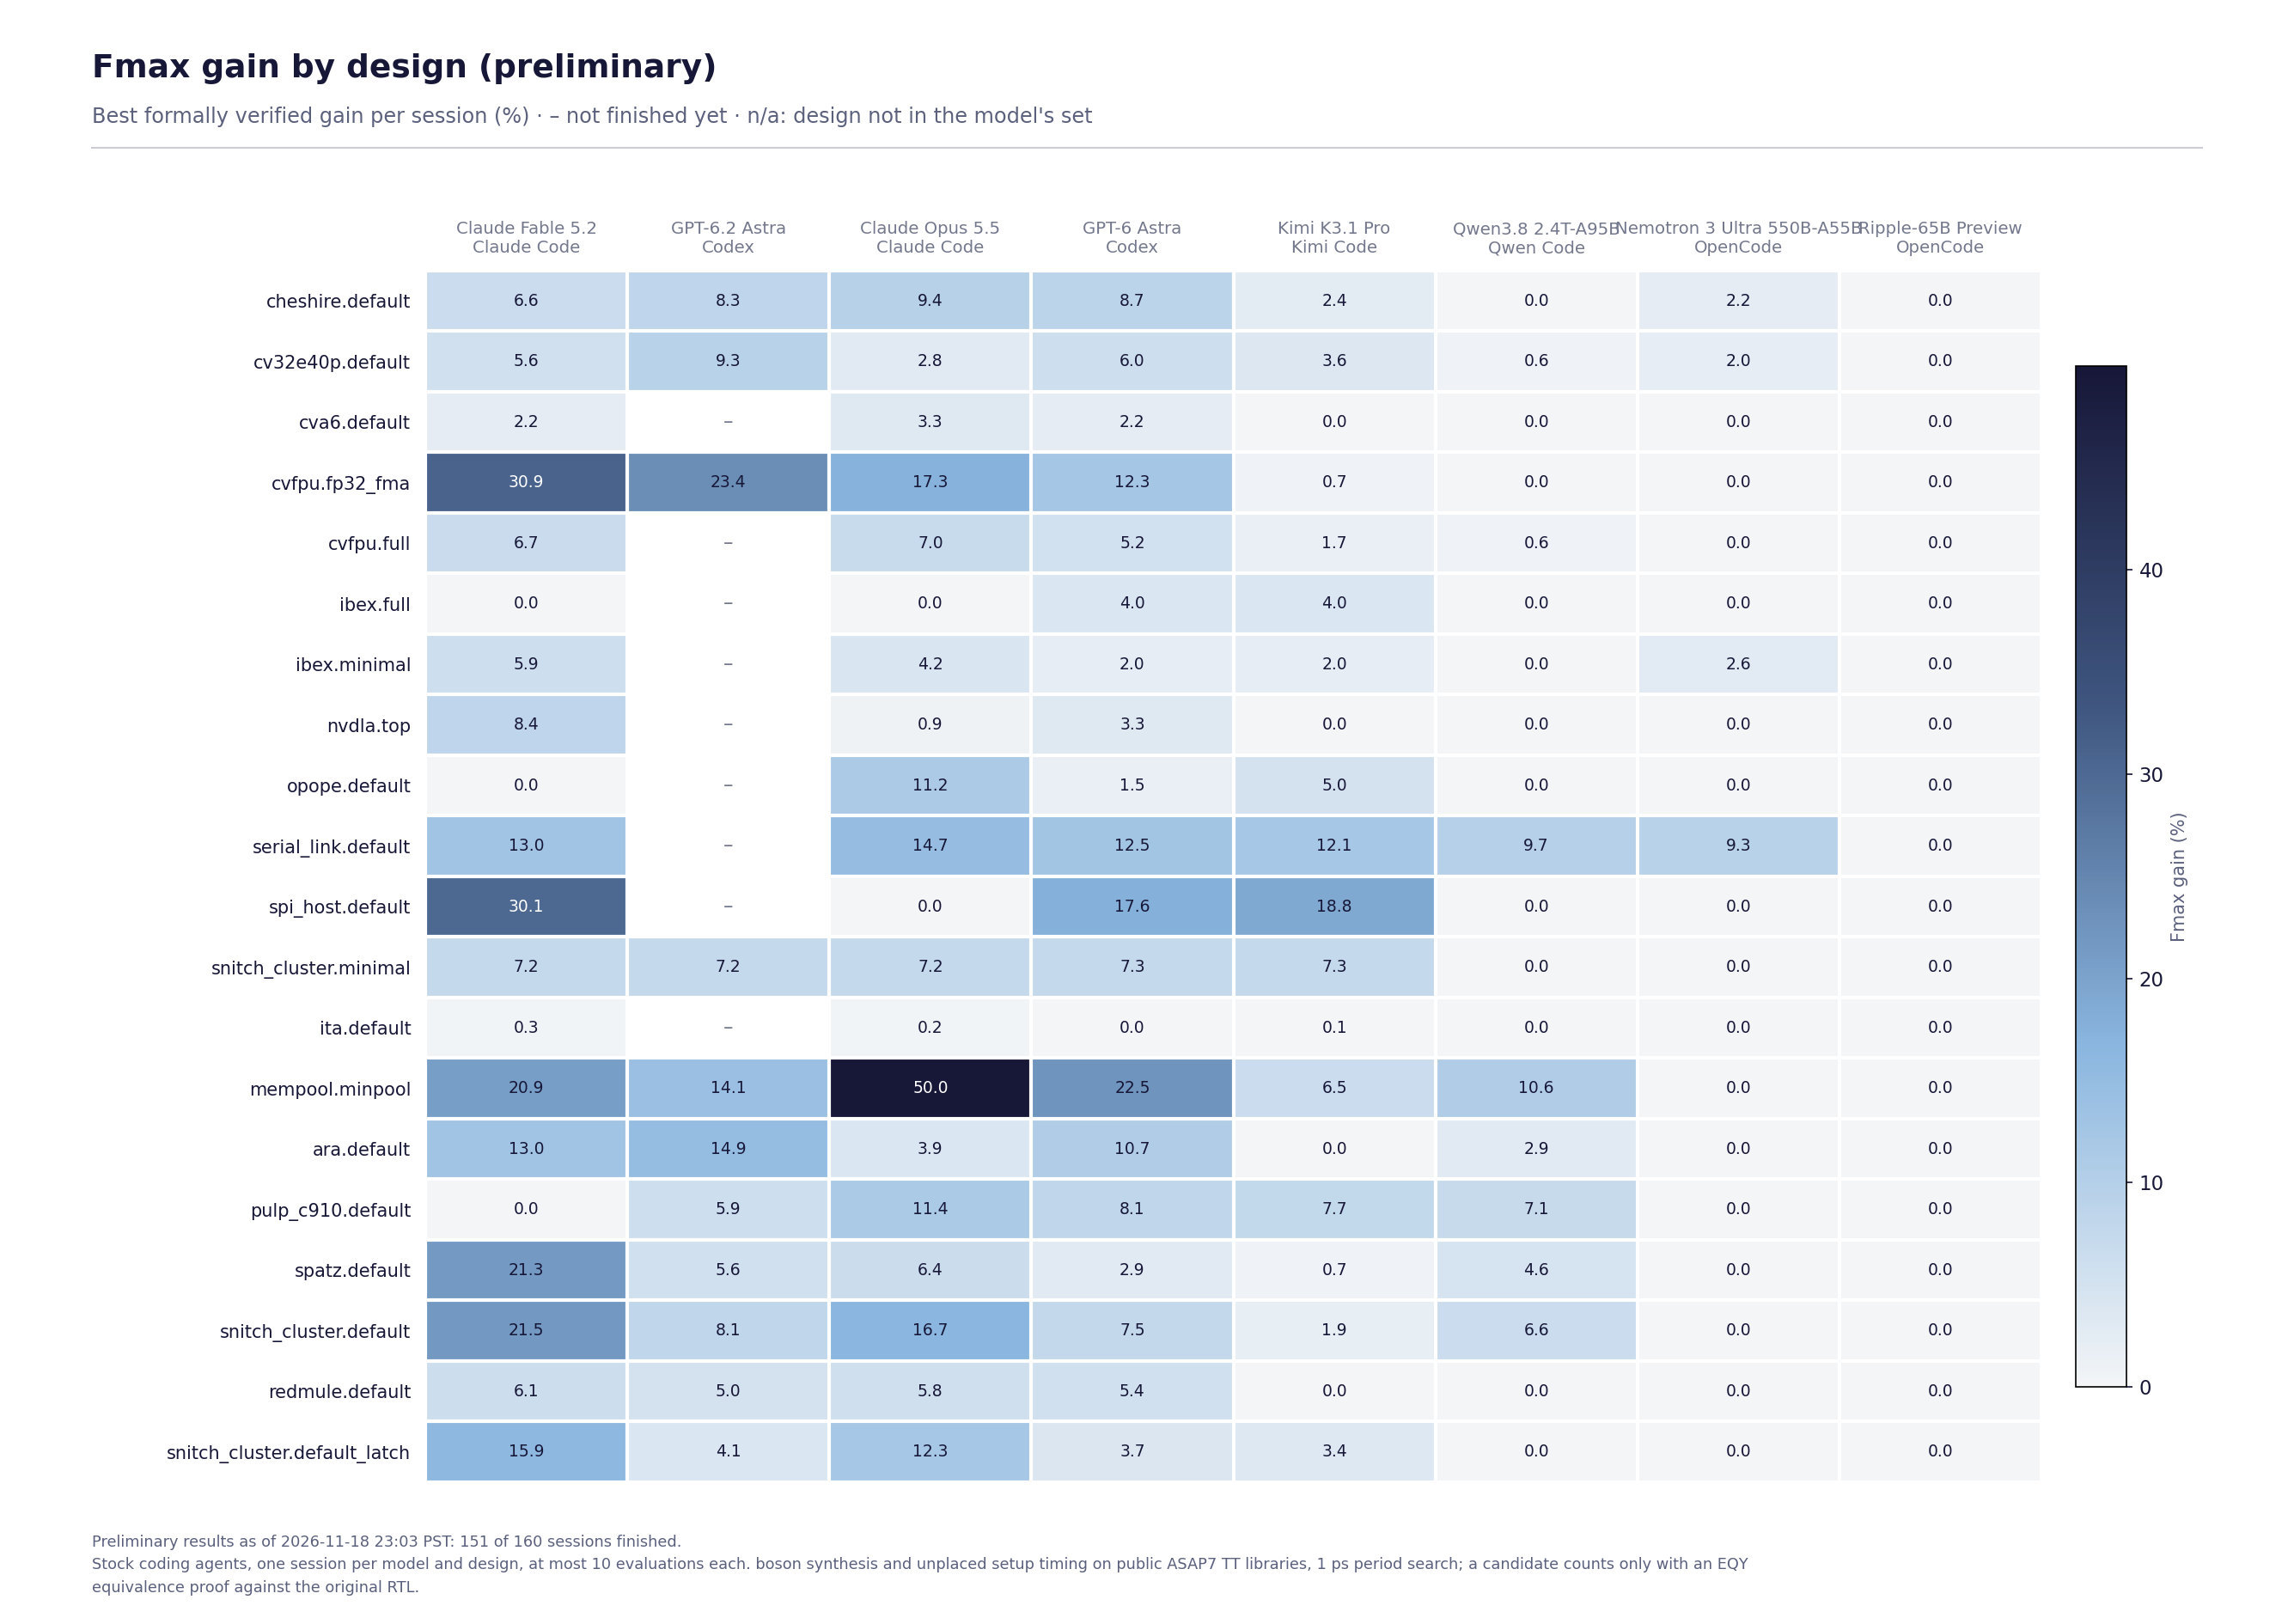 Fmax gain by design (preliminary)
Best formally verified gain per session (%) · – not finished yet · n/a: design not in the model's set
Claude Fable 5.2 GPT-6.2 Astra Claude Opus 5.5 GPT-6 Astra Kimi K3.1 Pro Qwen3.8 2.4T-A95B Nemotron 3 Ultra 550B-A55B Ripple-65B Preview
Claude Code Codex Claude Code Codex Kimi Code Qwen Code OpenCode OpenCode
cheshire.default 6.6 8.3 9.4 8.7 2.4 0.0 2.2 0.0
cv32e40p.default 5.6 9.3 2.8 6.0 3.6 0.6 2.0 0.0
cva6.default 2.2 – 3.3 2.2 0.0 0.0 0.0 0.0
cvfpu.fp32_fma 30.9 23.4 17.3 12.3 0.7 0.0 0.0 0.0
cvfpu.full 6.7 – 7.0 5.2 1.7 0.6 0.0 0.0
ibex.full 0.0 – 0.0 4.0 4.0 0.0 0.0 0.0
ibex.minimal 5.9 – 4.2 2.0 2.0 0.0 2.6 0.0
nvdla.top 8.4 – 0.9 3.3 0.0 0.0 0.0 0.0
opope.default 0.0 – 11.2 1.5 5.0 0.0 0.0 0.0
serial_link.default 13.0 – 14.7 12.5 12.1 9.7 9.3 0.0
spi_host.default 30.1 – 0.0 17.6 18.8 0.0 0.0 0.0
snitch_cluster.minimal 7.2 7.2 7.2 7.3 7.3 0.0 0.0 0.0
ita.default 0.3 – 0.2 0.0 0.1 0.0 0.0 0.0
mempool.minpool 20.9 14.1 50.0 22.5 6.5 10.6 0.0 0.0
ara.default 13.0 14.9 3.9 10.7 0.0 2.9 0.0 0.0
pulp_c910.default 0.0 5.9 11.4 8.1 7.7 7.1 0.0 0.0
spatz.default 21.3 5.6 6.4 2.9 0.7 4.6 0.0 0.0
snitch_cluster.default 21.5 8.1 16.7 7.5 1.9 6.6 0.0 0.0
redmule.default 6.1 5.0 5.8 5.4 0.0 0.0 0.0 0.0
snitch_cluster.default_latch 15.9 4.1 12.3 3.7 3.4 0.0 0.0 0.0
40
30
20
10
0
Fmax gain (%)
Preliminary results as of 2026-11-18 23:03 PST: 151 of 160 sessions finished.
Stock coding agents, one session per model and design, at most 10 evaluations each. boson synthesis and unplaced setup timing on public ASAP7 TT libraries, 1 ps period search; a candidate counts only with an EQY
equivalence proof against the original RTL.